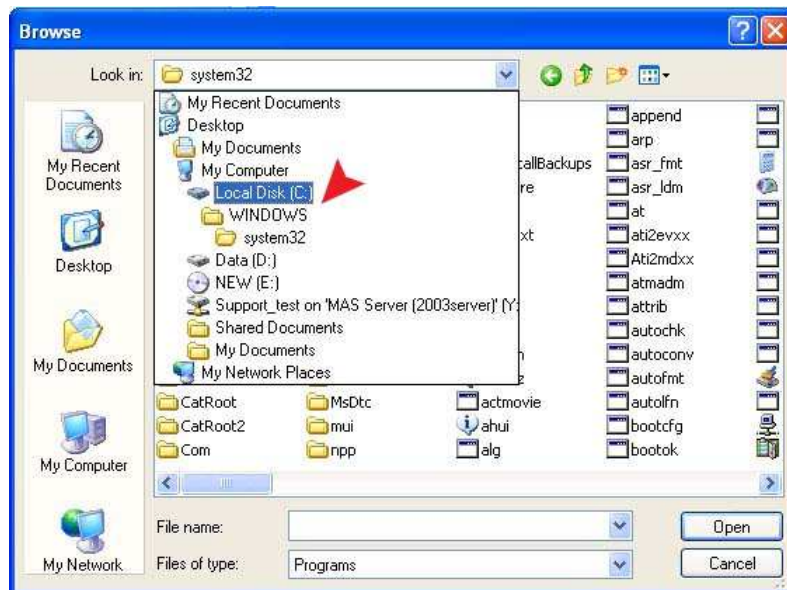 Browse
Look in: system32
My Recent Documents
Desktop
My Documents
My Computer
Local Disk (C:)
WINDOWS
system32
Data (D:)
NEW (E:)
Support_test on 'MAS Server (2003server)' (Y:
Shared Documents
My Documents
My Network Places
My Recent
Documents
Desktop
My Documents
My Computer
My Network
CatRoot
CatRoot2
Com
MsDtc
mui
npp
callBackups
re
xt
n
z
actmovie
ahui
alg
append
arp
asr_fmt
asr_ldm
at
ati2evxx
Ati2mdxx
atmadm
attrib
autochk
autoconv
autofmt
autolfn
bootcfg
bootok
File name:
Open
Files of type: Programs
Cancel